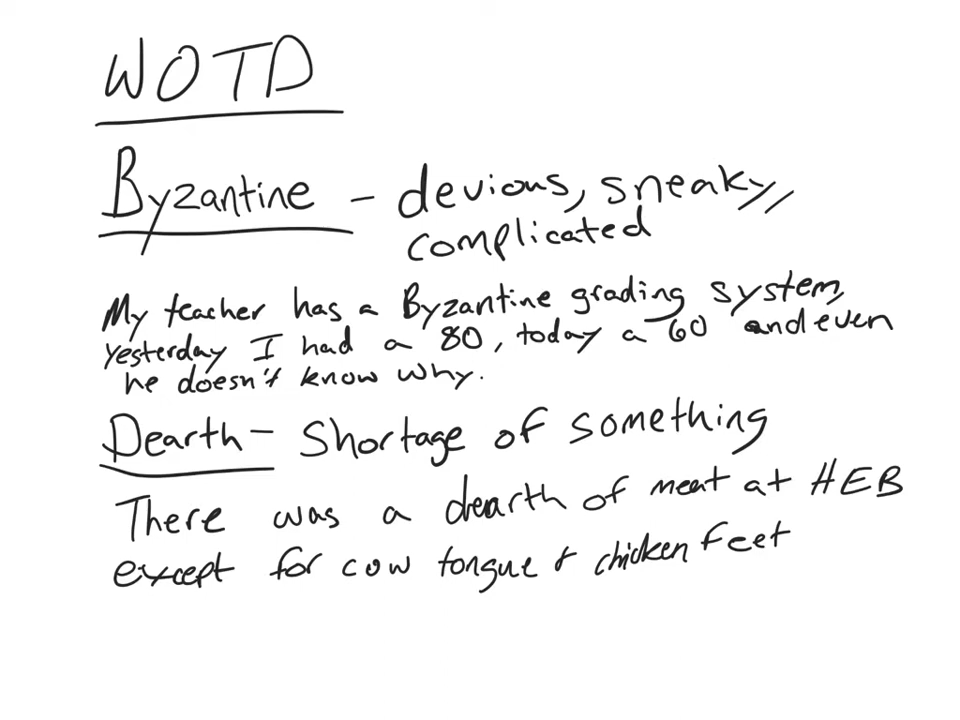 WOTD
Byzantine - devious, sneaky,
complicated
My teacher has a Byzantine grading system,
yesterday I had a 80, today a 60 and even
he doesn't know why.
Dearth - Shortage of something
There was a dearth of meat at HEB
except for cow tongue + chicken feet